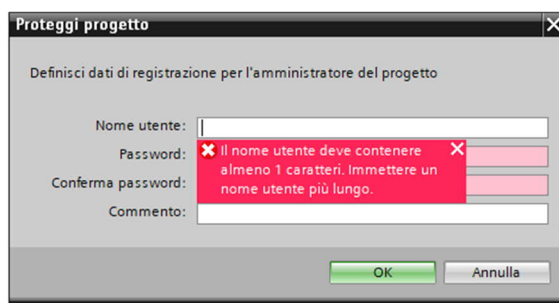 Proteggi progetto
Definisci dati di registrazione per l'amministratore del progetto
Nome utente:
Password:
Il nome utente deve contenere
almeno 1 caratteri. Immettere un
nome utente più lungo.
Conferma password:
Commento:
OK
Annulla